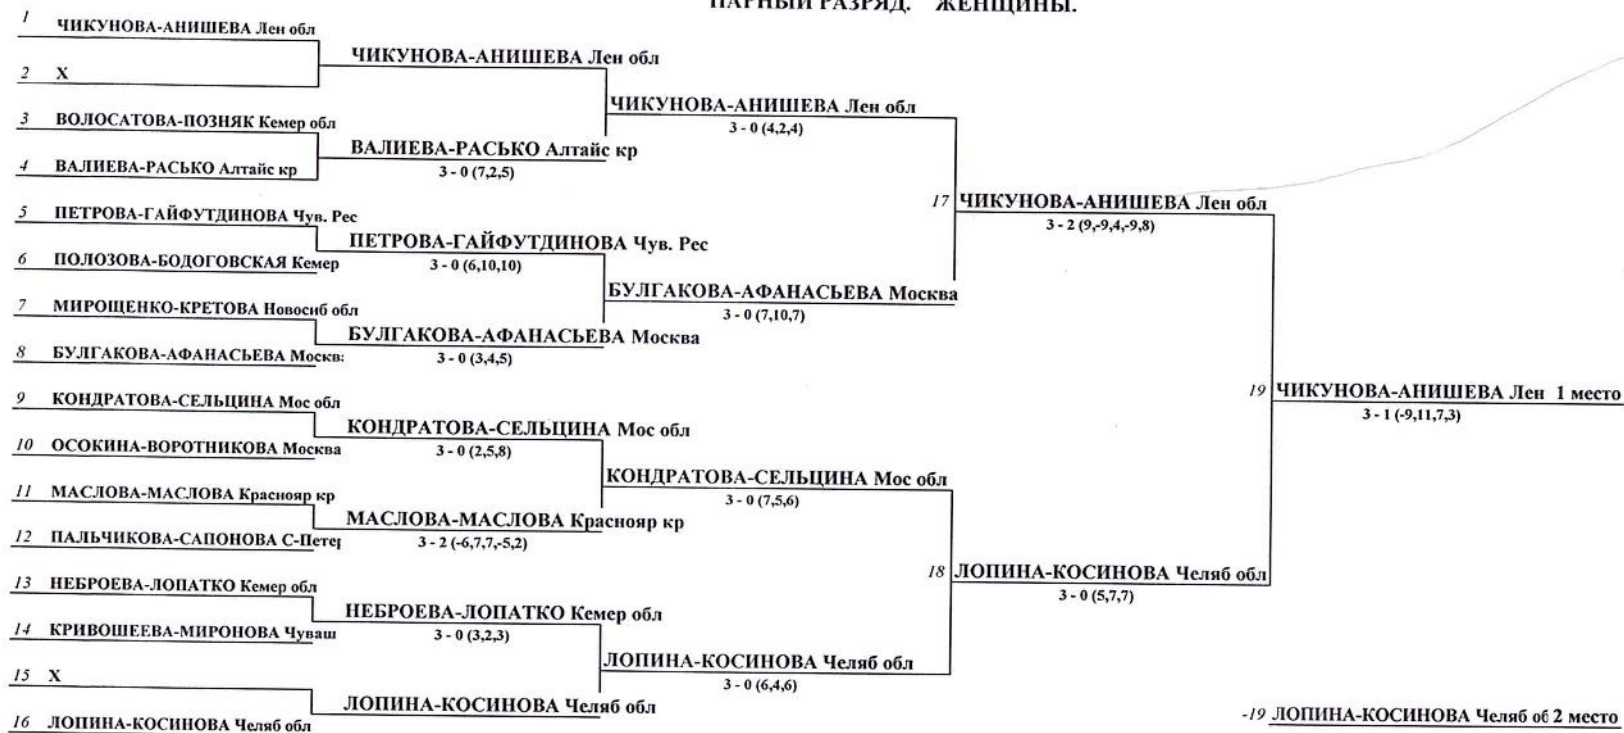 ПАРНЫЙ РАЗРЯД. ЖЕНЩИНЫ.
1 ЧИКУНОВА-АНИШЕВА Лен обл
ЧИКУНОВА-АНИШЕВА Лен обл
2 Х
ЧИКУНОВА-АНИШЕВА Лен обл
3 - 0 (4,2,4)
3 ВОЛОСАТОВА-ПОЗНЯК Кемер обл
ВАЛИЕВА-РАСЬКО Алтайс кр
3 - 0 (7,2,5)
4 ВАЛИЕВА-РАСЬКО Алтайс кр
17 ЧИКУНОВА-АНИШЕВА Лен обл
3 - 2 (9,-9,4,-9,8)
5 ПЕТРОВА-ГАЙФУТДИНОВА Чув. Рес
ПЕТРОВА-ГАЙФУТДИНОВА Чув. Рес
3 - 0 (6,10,10)
6 ПОЛОЗОВА-БОДОГОВСКАЯ Кемер
БУЛГАКОВА-АФАНАСЬЕВА Москва
3 - 0 (7,10,7)
7 МИРОЩЕНКО-КРЕТОВА Новосиб обл
БУЛГАКОВА-АФАНАСЬЕВА Москва
3 - 0 (3,4,5)
8 БУЛГАКОВА-АФАНАСЬЕВА Москв
19 ЧИКУНОВА-АНИШЕВА Лен 1 место
3 - 1 (-9,11,7,3)
9 КОНДРАТОВА-СЕЛЬЦИНА Мос обл
КОНДРАТОВА-СЕЛЬЦИНА Мос обл
3 - 0 (2,5,8)
10 ОСОКИНА-ВОРОТНИКОВА Москва
КОНДРАТОВА-СЕЛЬЦИНА Мос обл
3 - 0 (7,5,6)
11 МАСЛОВА-МАСЛОВА Краснояр кр
МАСЛОВА-МАСЛОВА Краснояр кр
3 - 2 (-6,7,7,-5,2)
12 ПАЛЬЧИКОВА-САПОНОВА С-Петер
18 ЛОПИНА-КОСИНОВА Челяб обл
3 - 0 (5,7,7)
13 НЕБРОЕВА-ЛОПАТКО Кемер обл
НЕБРОЕВА-ЛОПАТКО Кемер обл
3 - 0 (3,2,3)
14 КРИВОШЕЕВА-МИРОНОВА Чуваш
ЛОПИНА-КОСИНОВА Челяб обл
3 - 0 (6,4,6)
15 Х
ЛОПИНА-КОСИНОВА Челяб обл
16 ЛОПИНА-КОСИНОВА Челяб обл
-19 ЛОПИНА-КОСИНОВА Челяб об 2 место